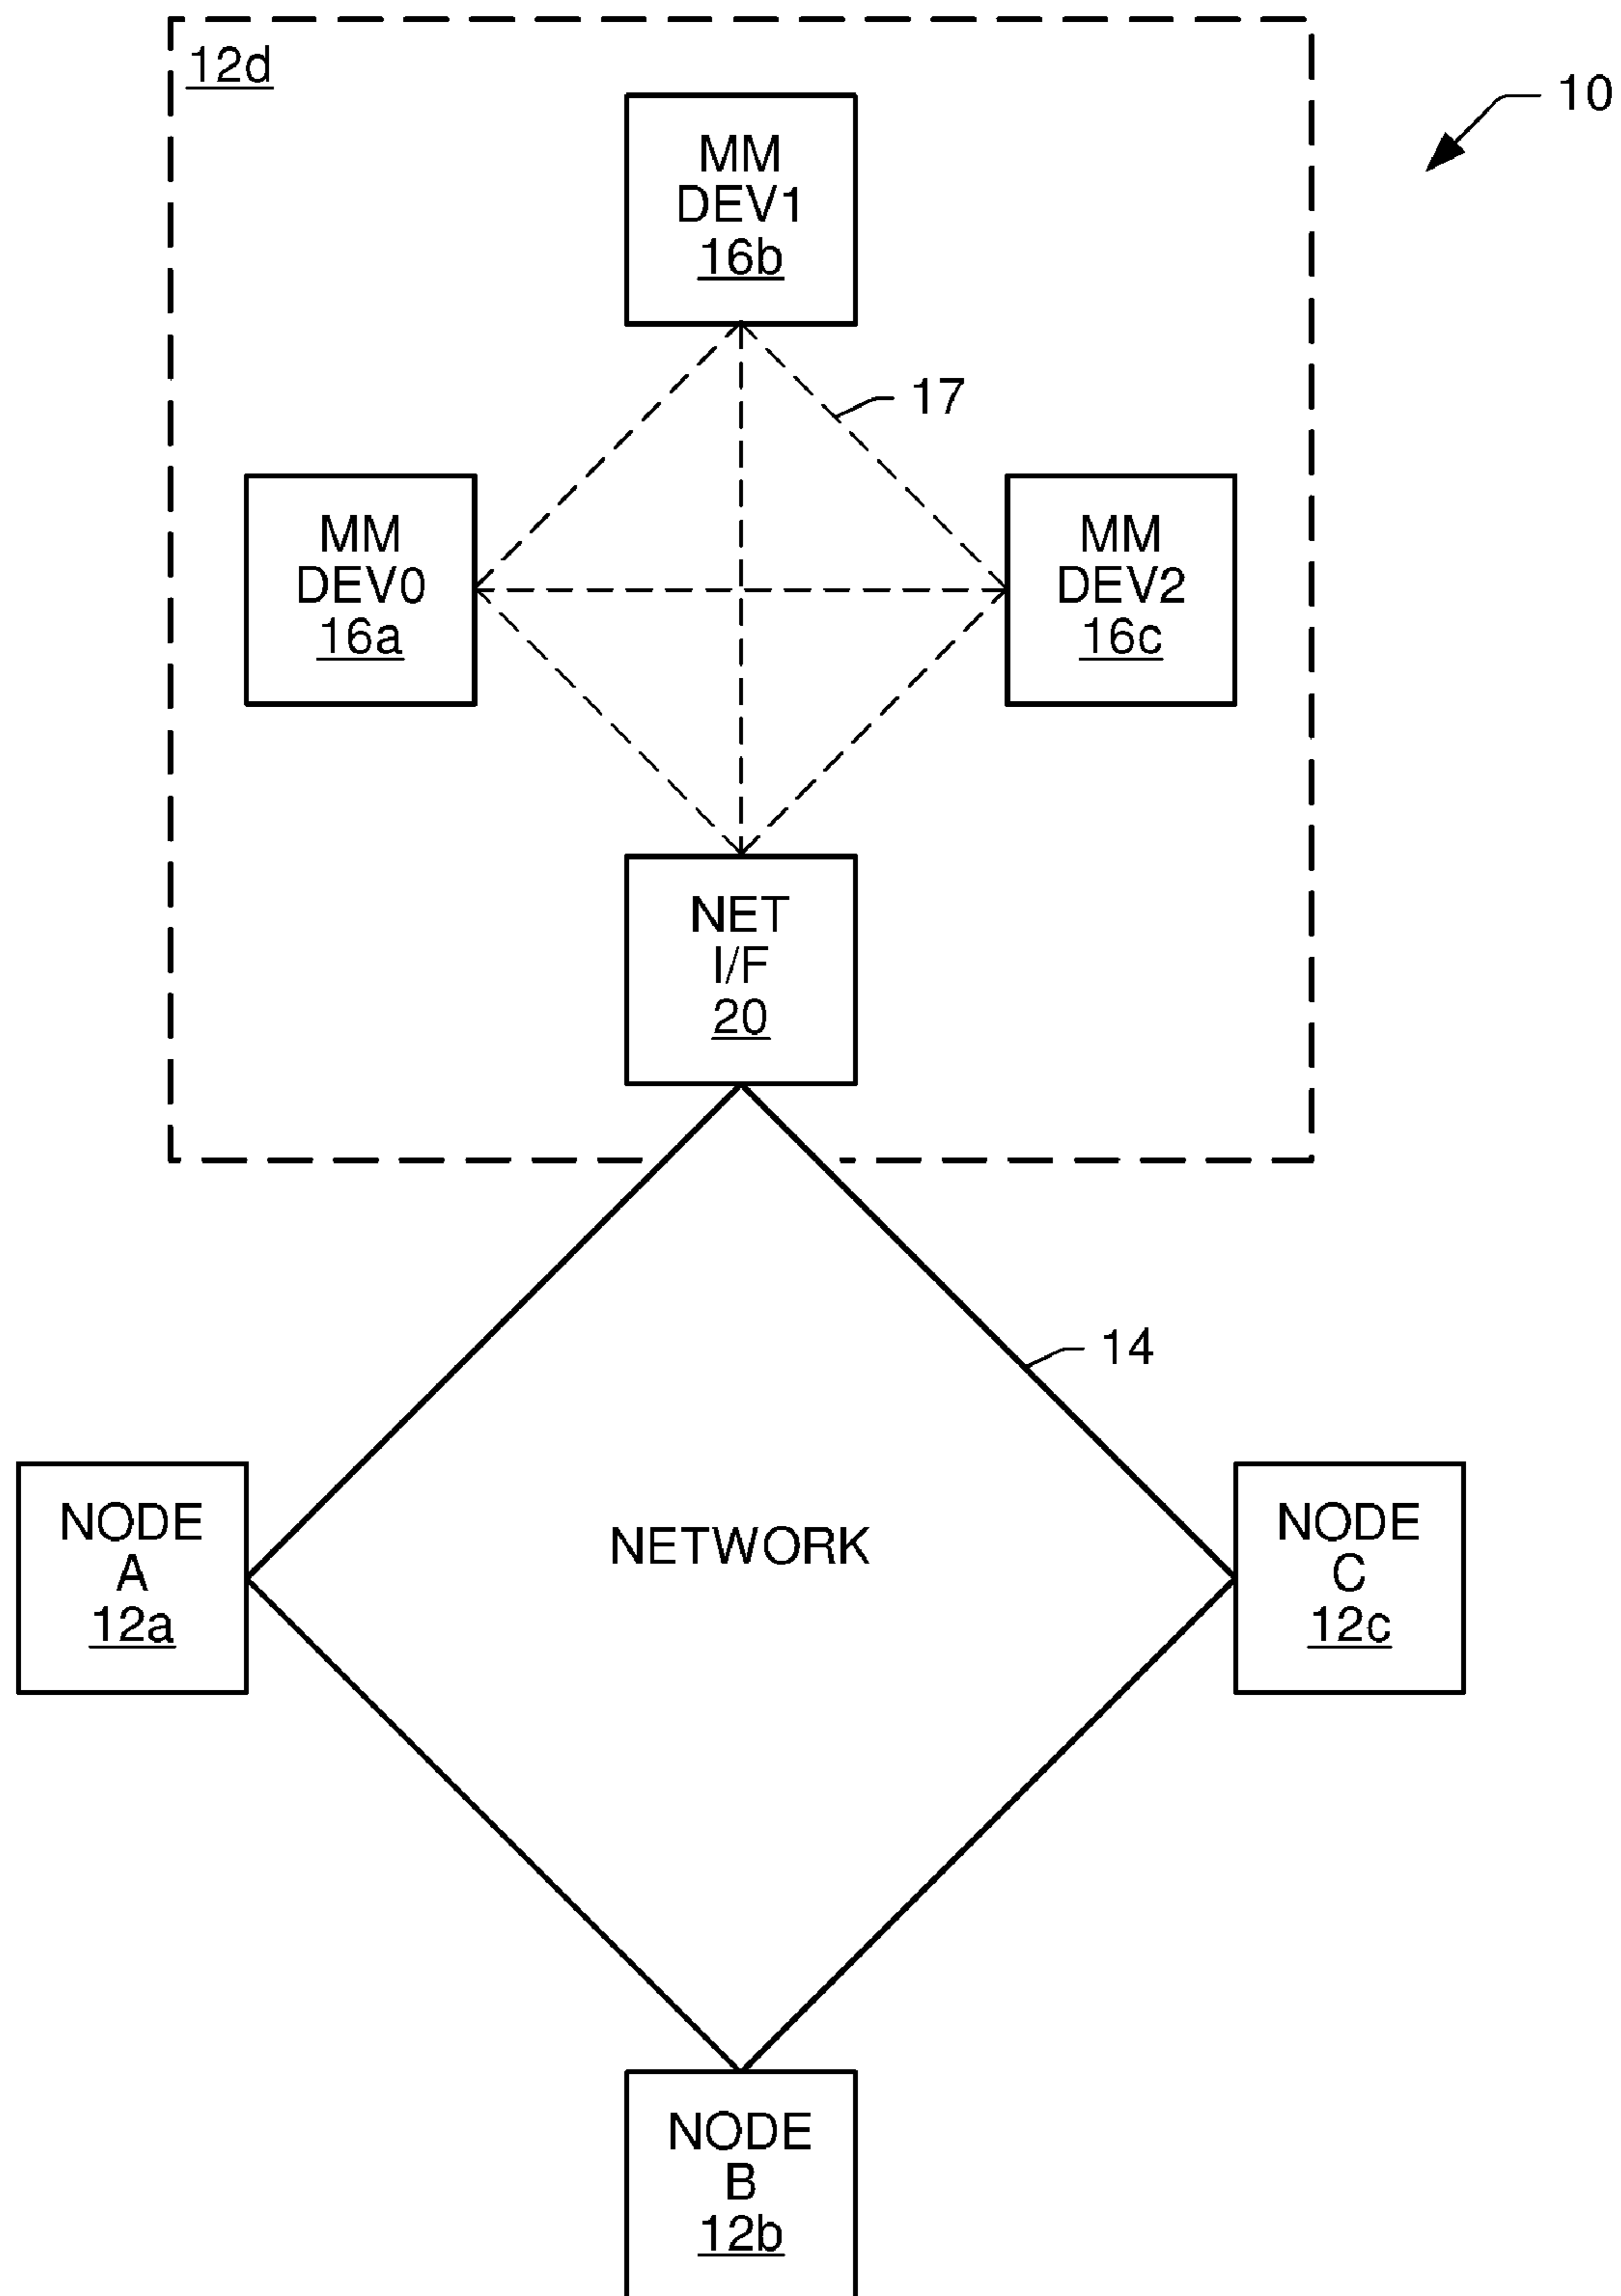 12d
10
MM
DEV1
16b
17
MM
DEV0
16a
MM
DEV2
16c
NET
I/F
20
14
NODE
A
12a
NETWORK
NODE
C
12c
NODE
B
12b